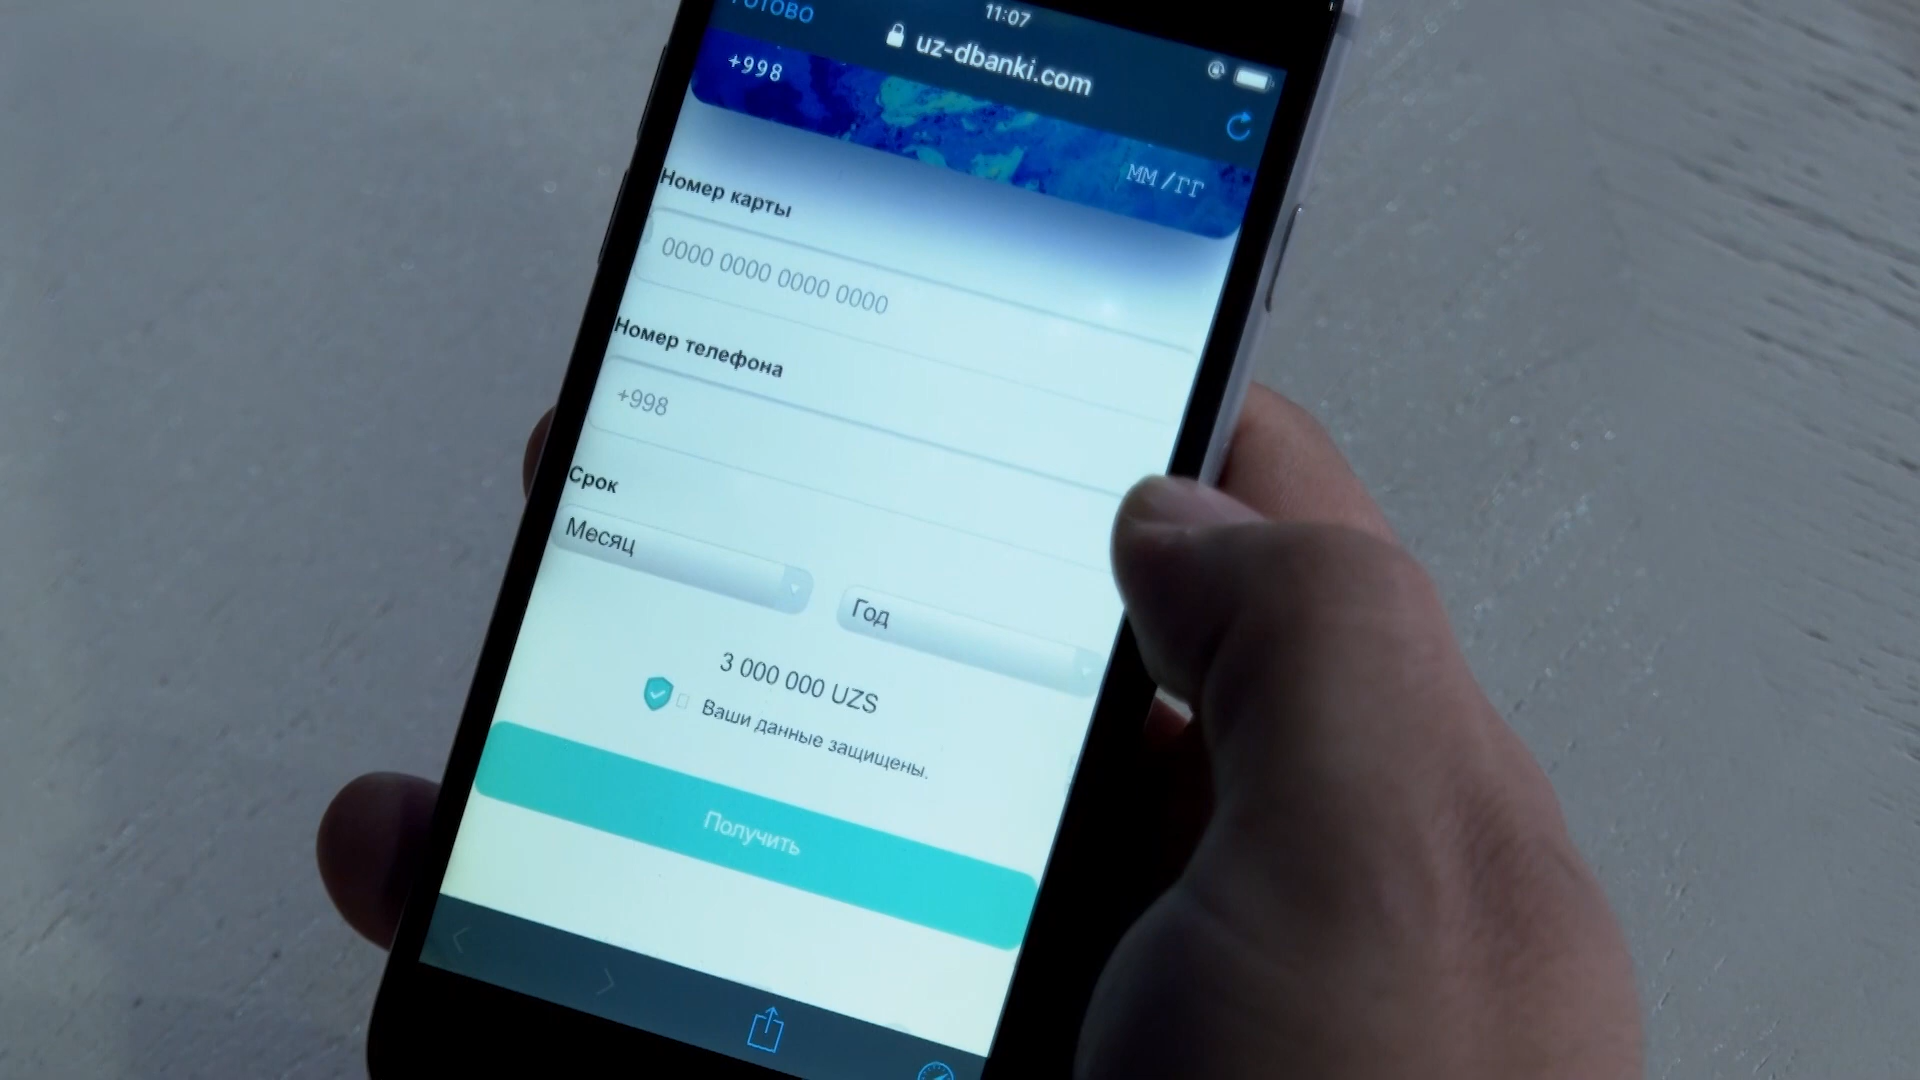 11:07
ГОТОВО
uz-dbanki.com
+998
ММ/ГГ
Номер карты
0000 0000 0000 0000
Номер телефона
+998
Срок
Месяц
Год
3 000 000 UZS
Ваши данные защищены.
Получить